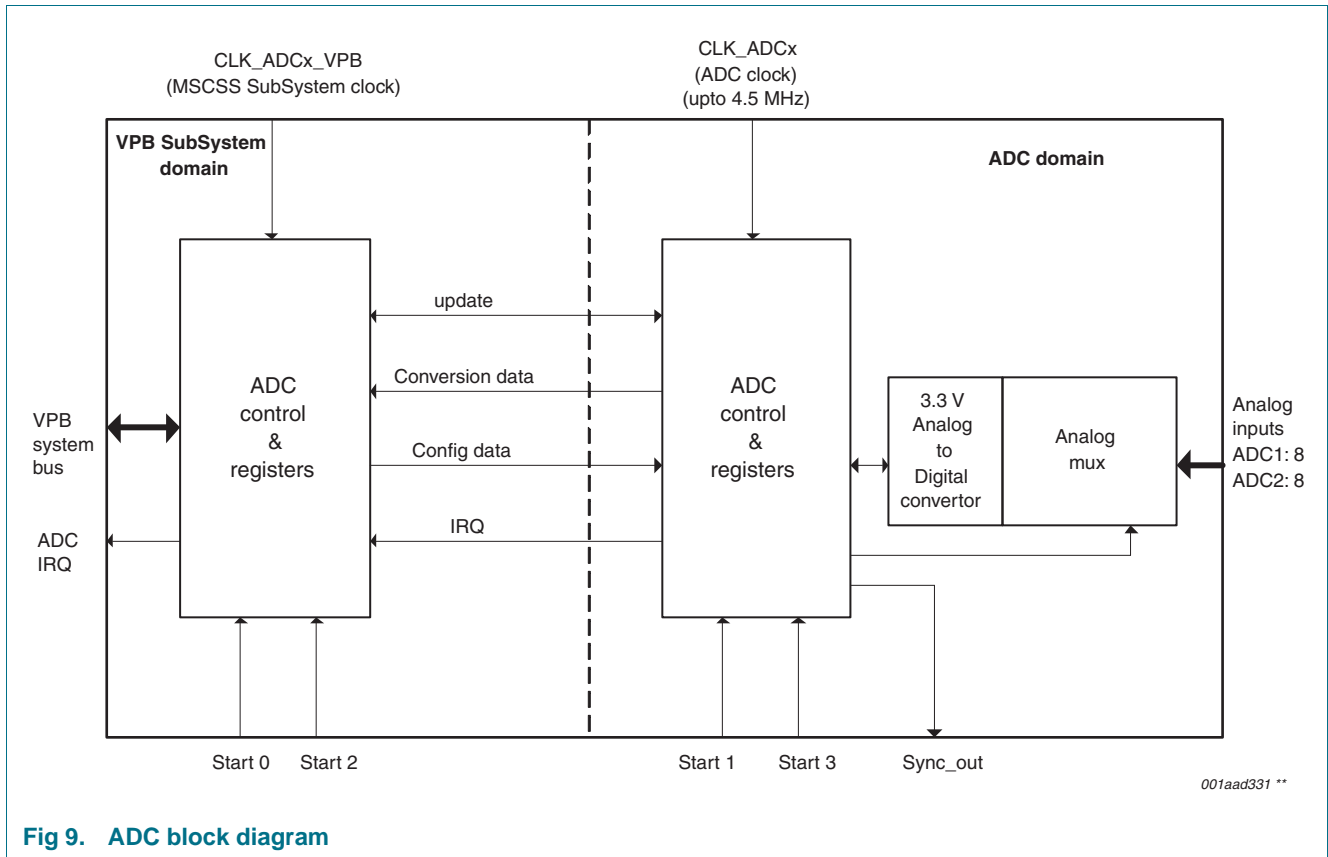 CLK_ADCx_VPB
(MSCSS SubSystem clock)
CLK_ADCx
(ADC clock)
(upto 4.5 MHz)
VPB SubSystem
domain
ADC domain
update
Conversion data
Config data
IRQ
ADC
control
&
registers
ADC
control
&
registers
3.3 V
Analog
to
Digital
convertor
Analog
mux
VPB
system
bus
ADC
IRQ
Analog
inputs
ADC1: 8
ADC2: 8
Start 0
Start 2
Start 1
Start 3
Sync_out
001aad331 **
Fig 9. ADC block diagram